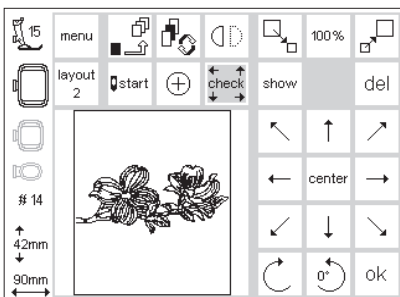 15 menu 100%
layout
2 start check show del
# 14 center
42mm
90mm 0° ok